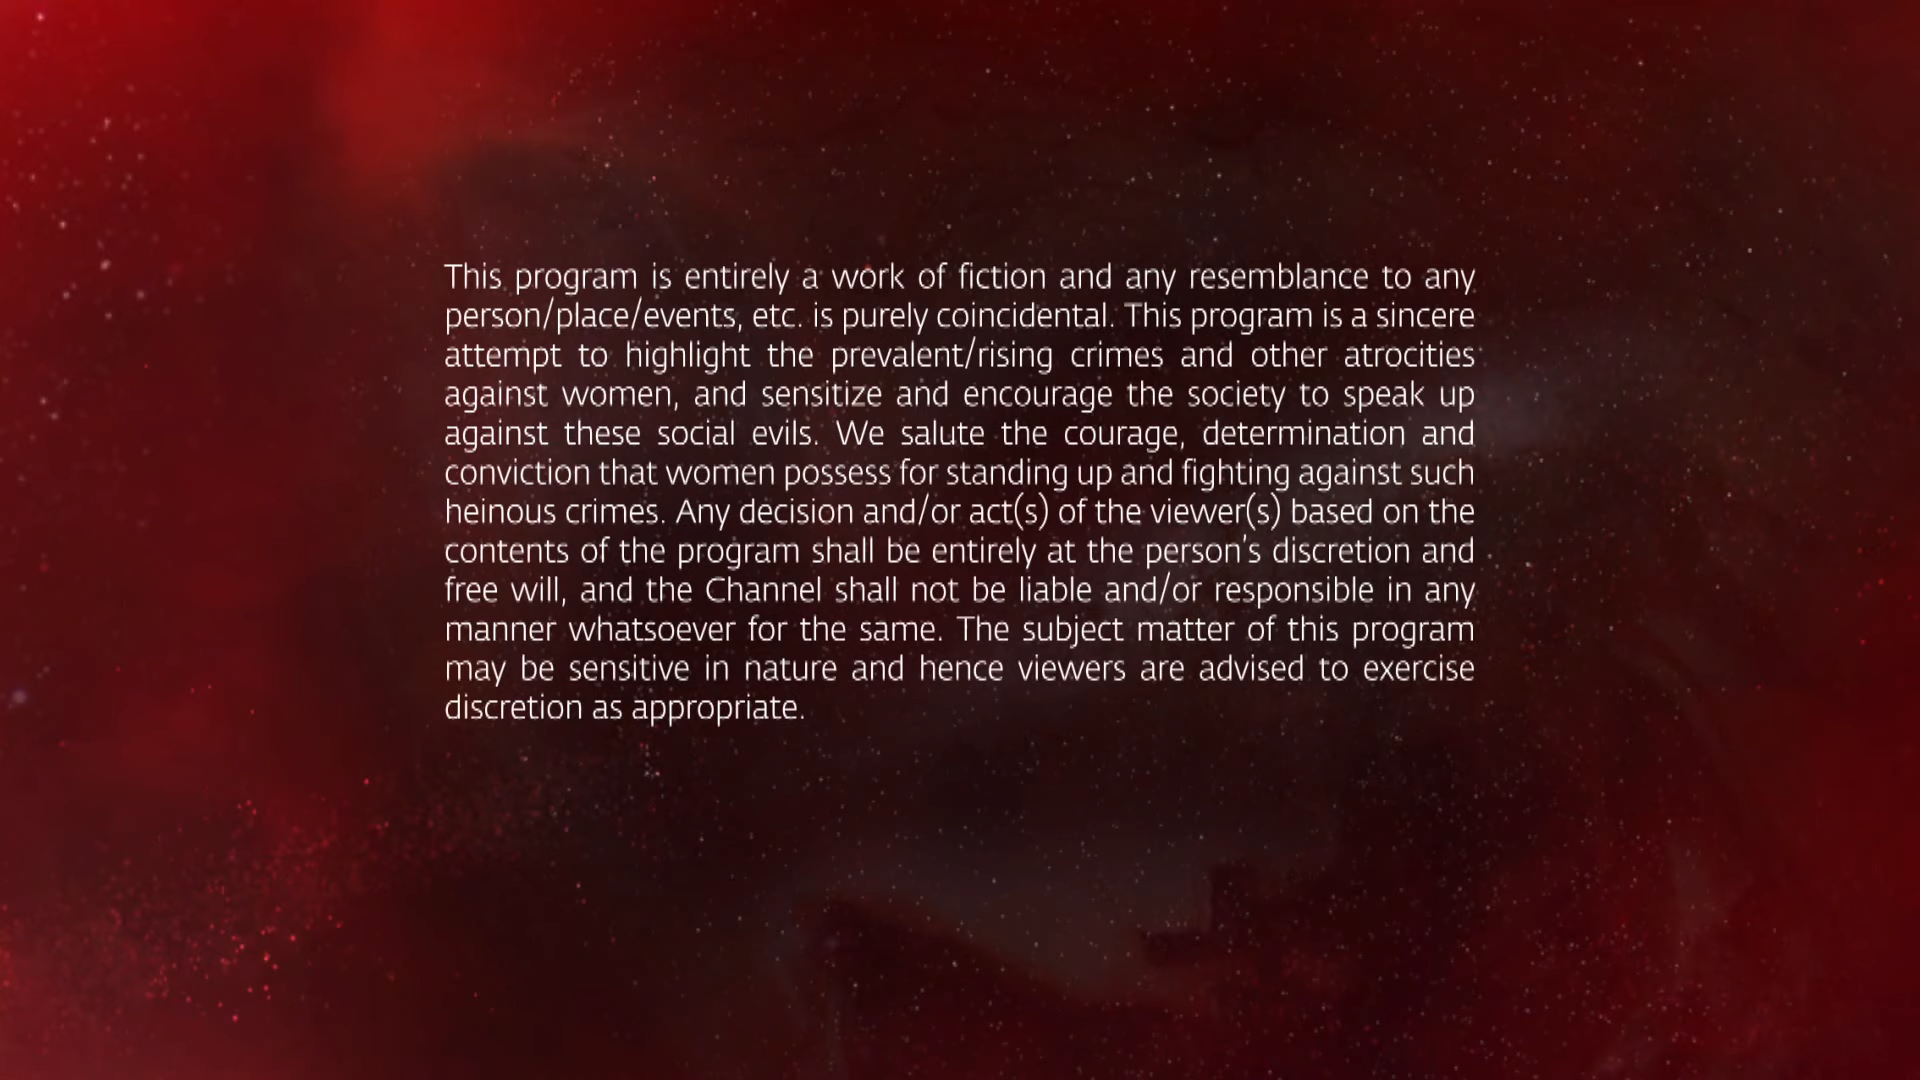 This program is entirely a work of fiction and any resemblance to any
person/place/events, etc. is purely coincidental. This program is a sincere
attempt to highlight the prevalent/rising crimes and other atrocities
against women, and sensitize and encourage the society to speak up
against these social evils. We salute the courage, determination and
conviction that women possess for standing up and fighting against such
heinous crimes. Any decision and/or act(s) of the viewer(s) based on the
contents of the program shall be entirely at the person's discretion and
free will, and the Channel shall not be liable and/or responsible in any
manner whatsoever for the same. The subject matter of this program
may be sensitive in nature and hence viewers are advised to exercise
discretion as appropriate.